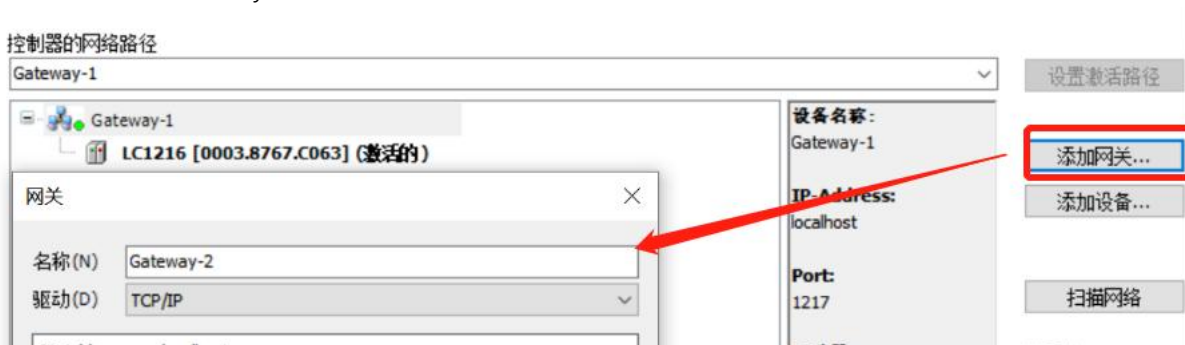 控制器的网络路径
Gateway-1
设置激活路径
Gateway-1
LC1216 [0003.8767.C063] (激活的)
设备名称:
Gateway-1
添加网关...
IP-Address:
localhost
添加设备...
网关
名称(N) Gateway-2
驱动(D) TCP/IP
Port:
1217
扫描网络